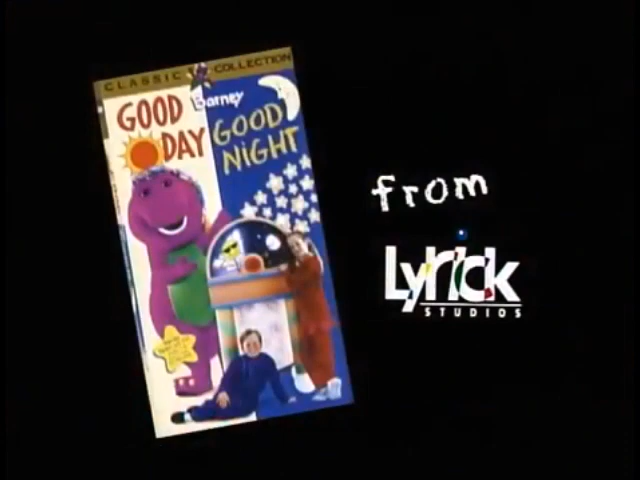 CLASSIC COLLECTION
Barney
GOOD
DAY
GOOD
NIGHT
from
Lyrick
STUDIOS